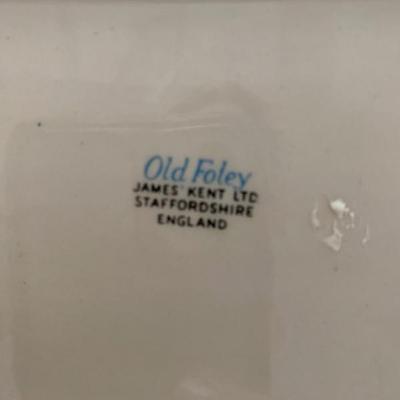 Old Foley
JAMES KENT LTD
STAFFORDSHIRE
ENGLAND